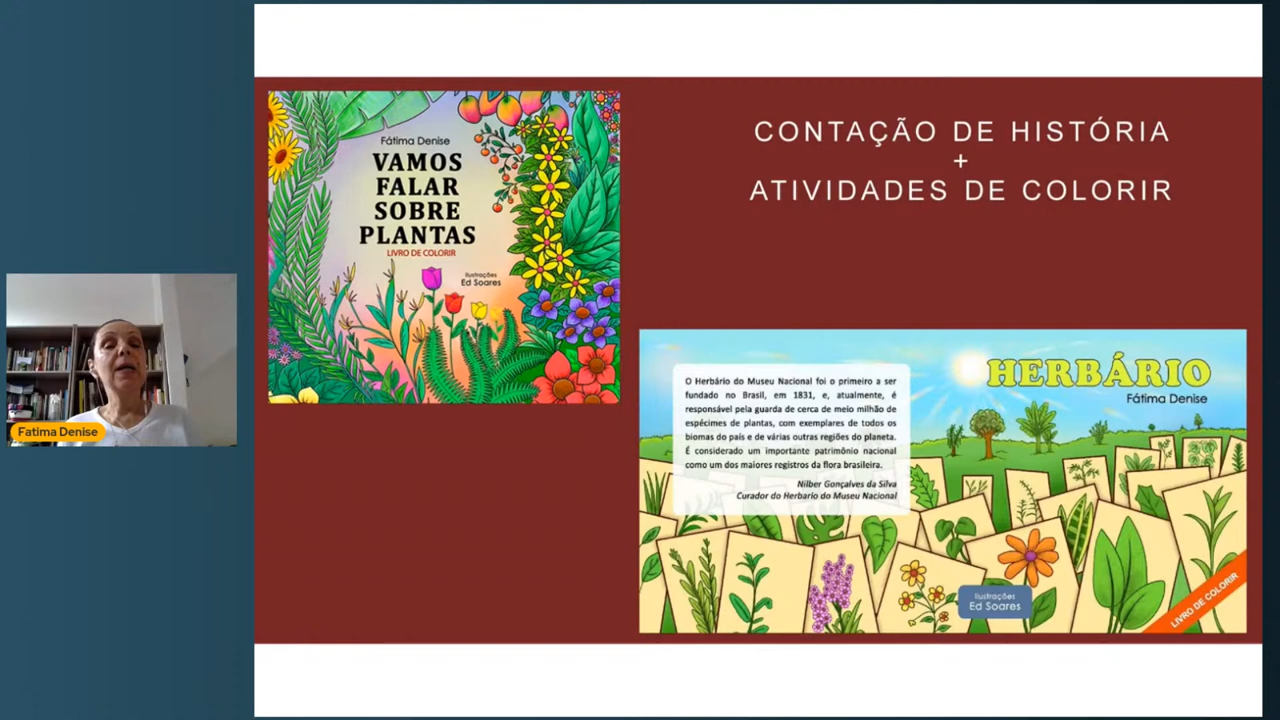 Fátima Denise
VAMOS
FALAR
SOBRE
PLANTAS
LIVRO DE COLORIR
Ilustrações
Ed Soares
CONTAÇÃO DE HISTÓRIA
+
ATIVIDADES DE COLORIR
Fatima Denise
O Herbário do Museu Nacional foi o primeiro a ser
fundado no Brasil, em 1831, e, atualmente, é
responsável pela guarda de cerca de meio milhão de
espécimes de plantas, com exemplares de todos os
biomas do país e de várias outras regiões do planeta.
É considerado um importante patrimônio nacional
como um dos maiores registros da flora brasileira.
Nilber Gonçalves da Silva
Curador do Herbario do Museu Nacional
HERBÁRIO
Fátima Denise
Ilustrações
Ed Soares
LIVRO DE COLORIR